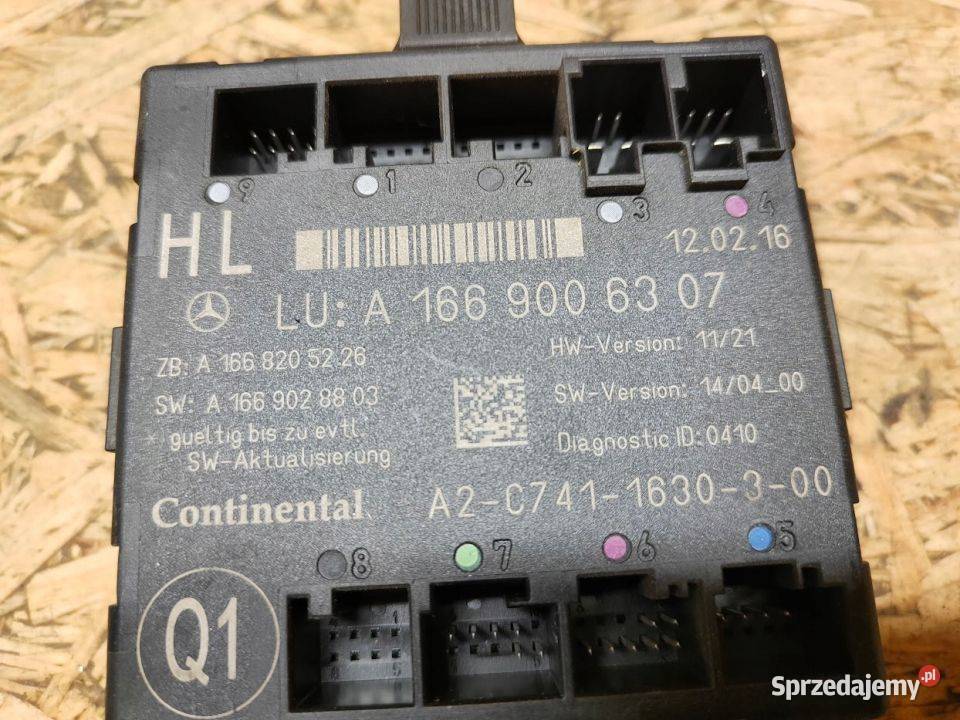 9 1 2 3 4
HL
12.02.16
LU: A 166 900 63 07
ZB: A 166 820 52 26
HW-Version: 11/21
SW: A 166 902 88 03
SW-Version: 14/04_00
* gueltig bis zu evtl.
SW-Aktualisierung
Diagnostic ID: 0410
Continental
A2-C741-1630-3-00
8 7 6 5
Q1
Sprzedajemy.pl